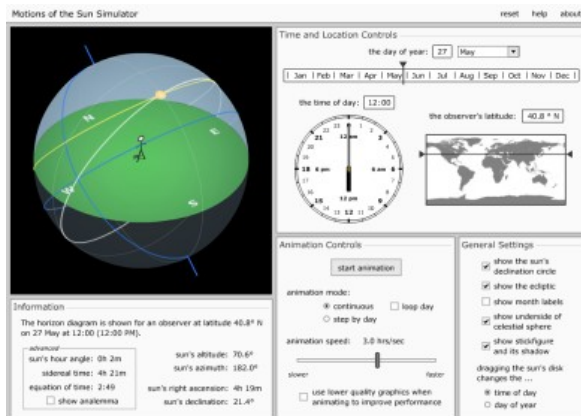 Motions of the Sun Simulator
reset help about
Time and Location Controls
the day of year: 27 May
Jan Feb Mar Apr May Jun Jul Aug Sep Oct Nov Dec
the time of day: 12:00
the observer's latitude: 40.8 ° N
12 am
6 am
6 pm
12 pm
N
E
W
S
Animation Controls
start animation
animation mode:
continuous
loop day
step by day
animation speed: 3.0 hrs/sec
slower faster
use lower quality graphics when
animating to improve performance
General Settings
show the sun's
declination circle
show the ecliptic
show month labels
show underside of
celestial sphere
show stickfigure
and its shadow
dragging the sun's disk
changes the ...
time of day
day of year
Information
The horizon diagram is shown for an observer at latitude 40.8° N
on 27 May at 12:00 (12:00 PM).
advanced
sun's hour angle: 0h 2m
sidereal time: 4h 21m
equation of time: 2:49
show analemma
sun's altitude: 70.6°
sun's azimuth: 182.0°
sun's right ascension: 4h 19m
sun's declination: 21.4°